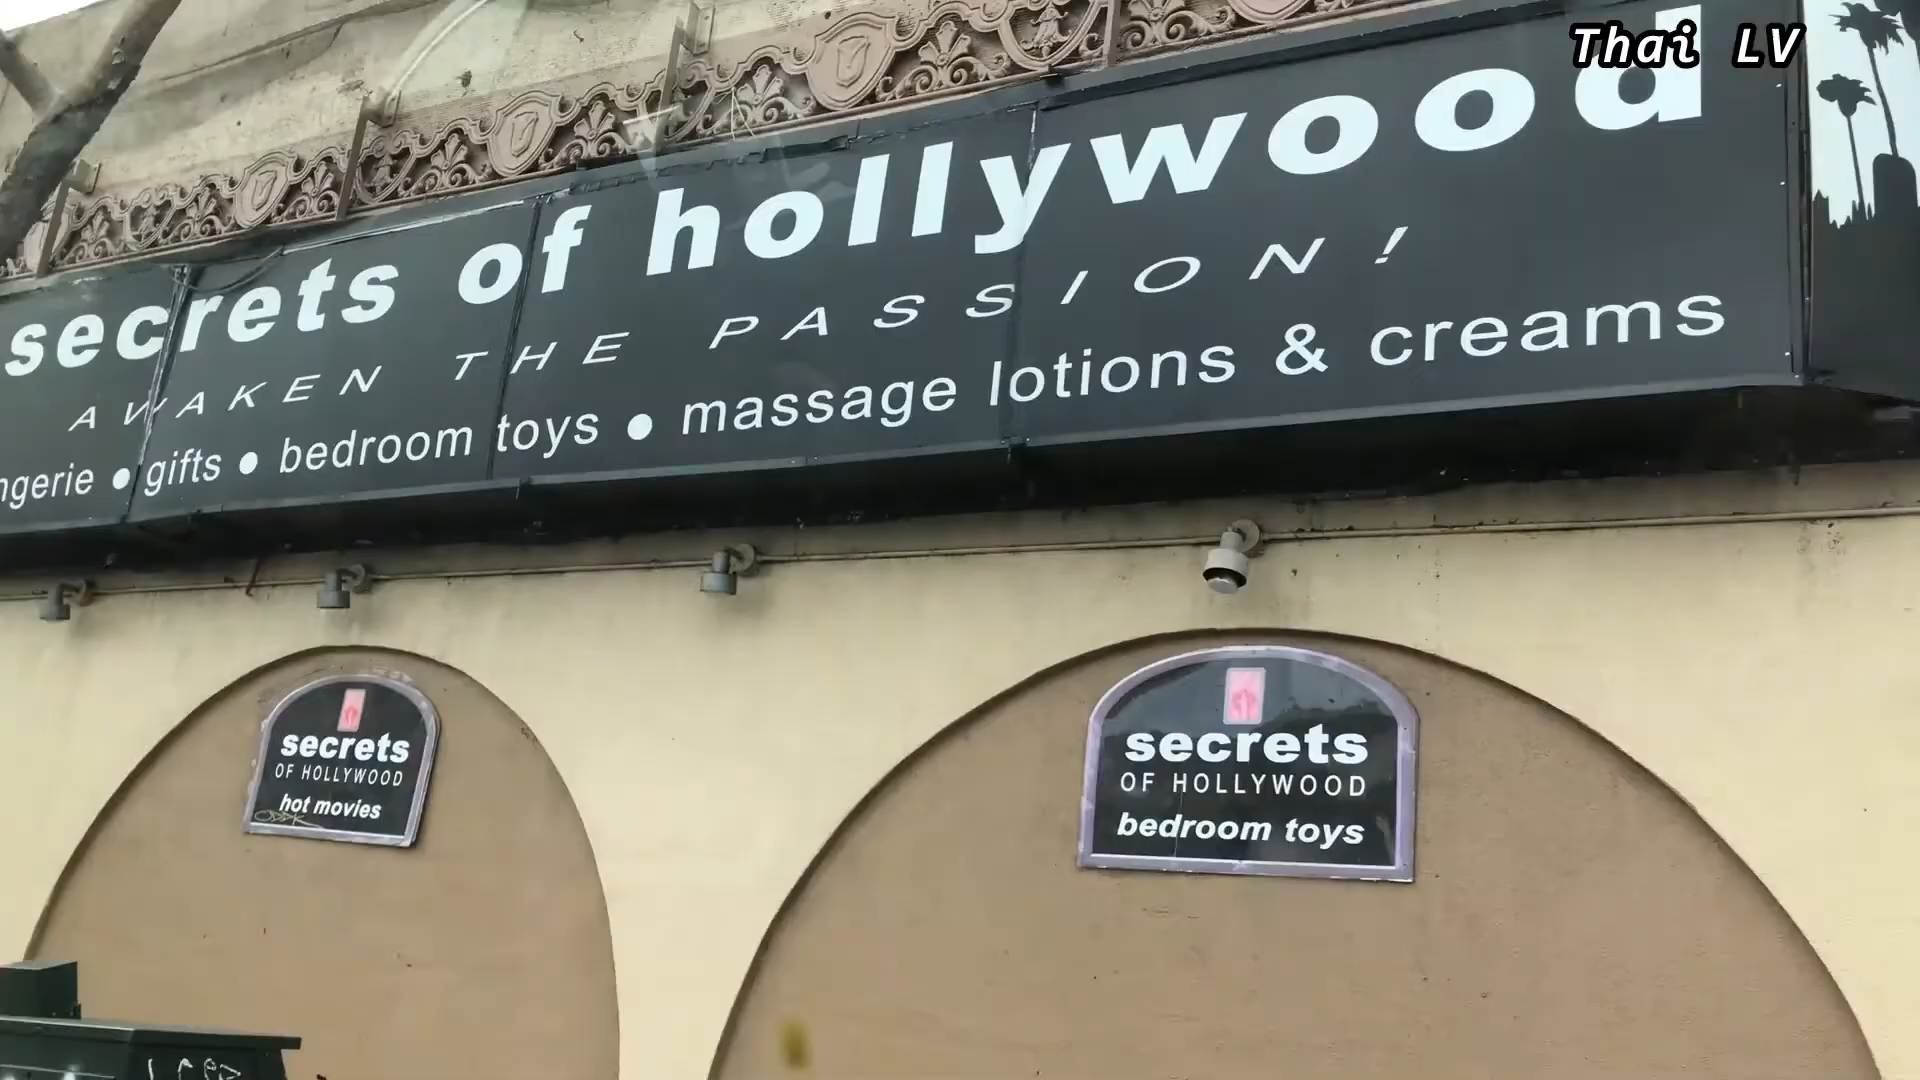 Thai LV
secrets of hollywood
AWAKEN THE PASSION!
ngerie • gifts • bedroom toys • massage lotions & creams
secrets
OF HOLLYWOOD
hot movies
secrets
OF HOLLYWOOD
bedroom toys